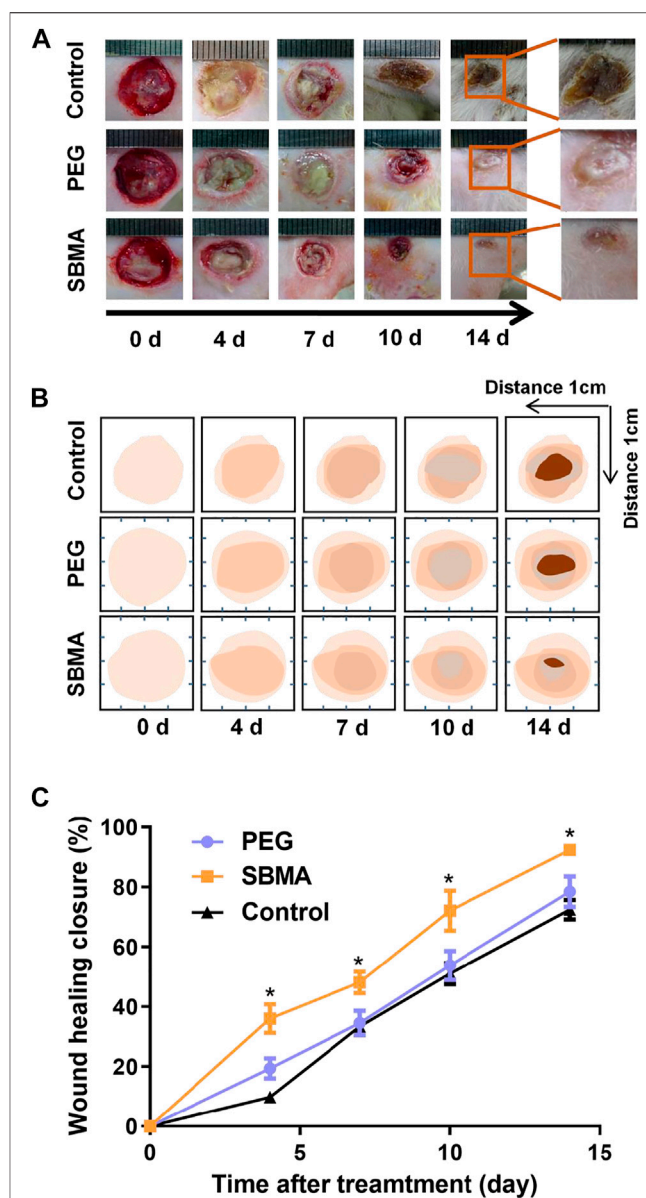 A
Control
PEG
SBMA
0 d 4 d 7 d 10 d 14 d
B
Distance 1cm
Distance 1cm
Control
PEG
SBMA
0 d 4 d 7 d 10 d 14 d
C
Wound healing closure (%)
100
80
60
40
20
0
PEG
SBMA
Control
*
*
*
*
0 5 10 15
Time after treamtment (day)